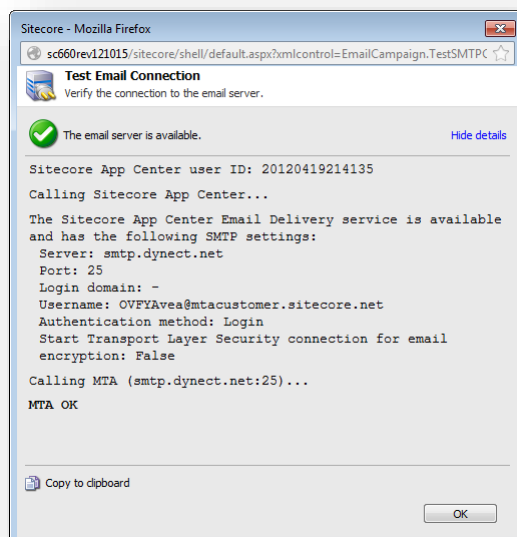 Sitecore - Mozilla Firefox
sc660rev121015/sitecore/shell/default.aspx?xmlcontrol=EmailCampaign.TestSMTPC
Test Email Connection
Verify the connection to the email server.
The email server is available.
Hide details
Sitecore App Center user ID: 20120419214135
Calling Sitecore App Center...
The Sitecore App Center Email Delivery service is available
and has the following SMTP settings:
Server: smtp.dynect.net
Port: 25
Login domain: -
Username: OVFYAvea@mtacustomer.sitecore.net
Authentication method: Login
Start Transport Layer Security connection for email
encryption: False
Calling MTA (smtp.dynect.net:25)...
MTA OK
Copy to clipboard
OK